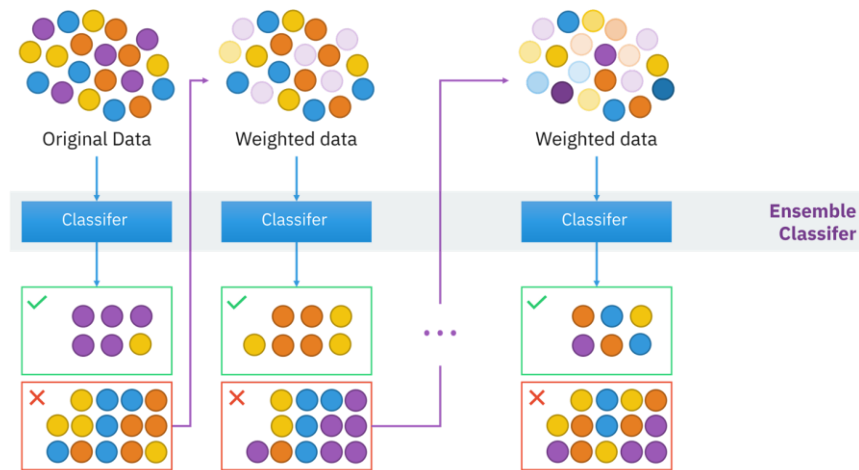 Original Data
Weighted data
Weighted data
Classifer
Classifer
Classifer
Ensemble
Classifer